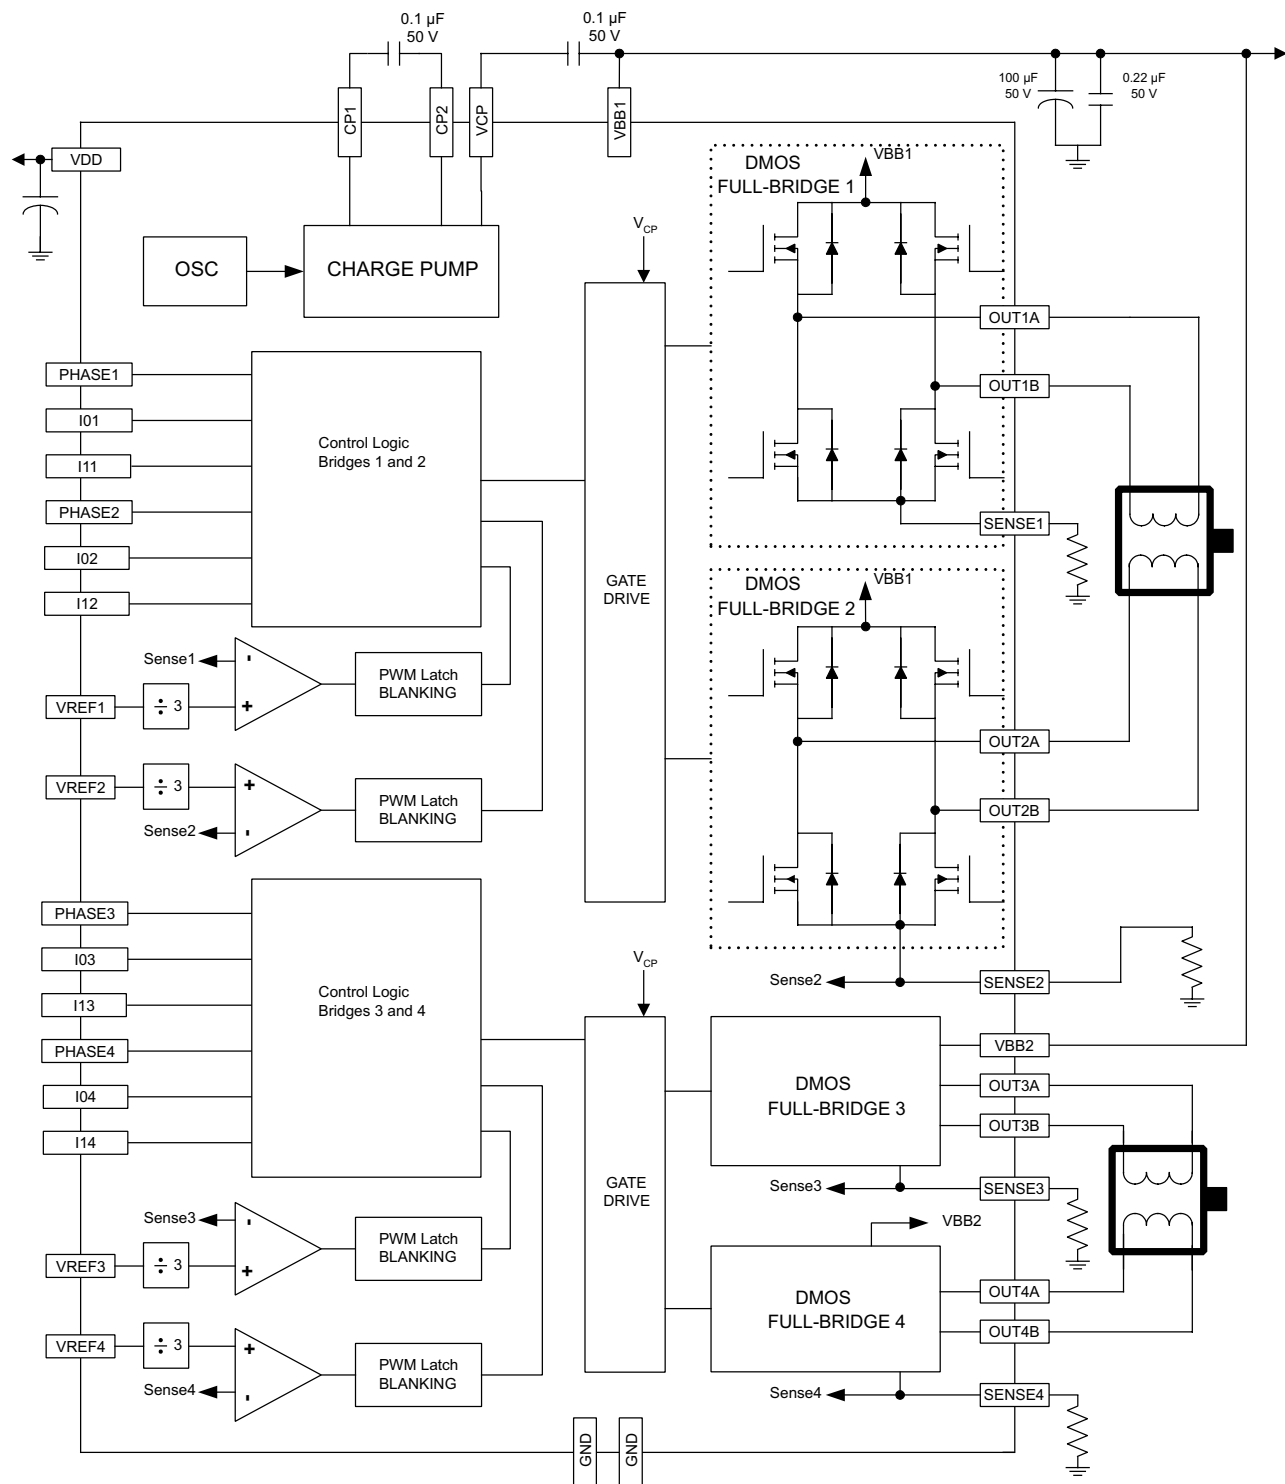 0.1 µF
50 V
0.1 µF
50 V
100 µF
50 V
0.22 µF
50 V
CP1
CP2
VCP
VBB1
VDD
OSC
CHARGE PUMP
VCP
DMOS
FULL-BRIDGE 1
VBB1
OUT1A
OUT1B
SENSE1
PHASE1
I01
I11
PHASE2
I02
I12
Control Logic
Bridges 1 and 2
GATE
DRIVE
Sense1
-
+
VREF1
÷ 3
PWM Latch
BLANKING
VREF2
÷ 3
+
-
Sense2
PWM Latch
BLANKING
DMOS
FULL-BRIDGE 2
VBB1
OUT2A
OUT2B
Sense2
SENSE2
PHASE3
I03
I13
PHASE4
I04
I14
Control Logic
Bridges 3 and 4
VCP
GATE
DRIVE
DMOS
FULL-BRIDGE 3
VBB2
OUT3A
OUT3B
Sense3
SENSE3
VBB2
DMOS
FULL-BRIDGE 4
OUT4A
OUT4B
Sense4
SENSE4
Sense3
-
+
VREF3
÷ 3
PWM Latch
BLANKING
VREF4
÷ 3
+
-
Sense4
PWM Latch
BLANKING
GND
GND